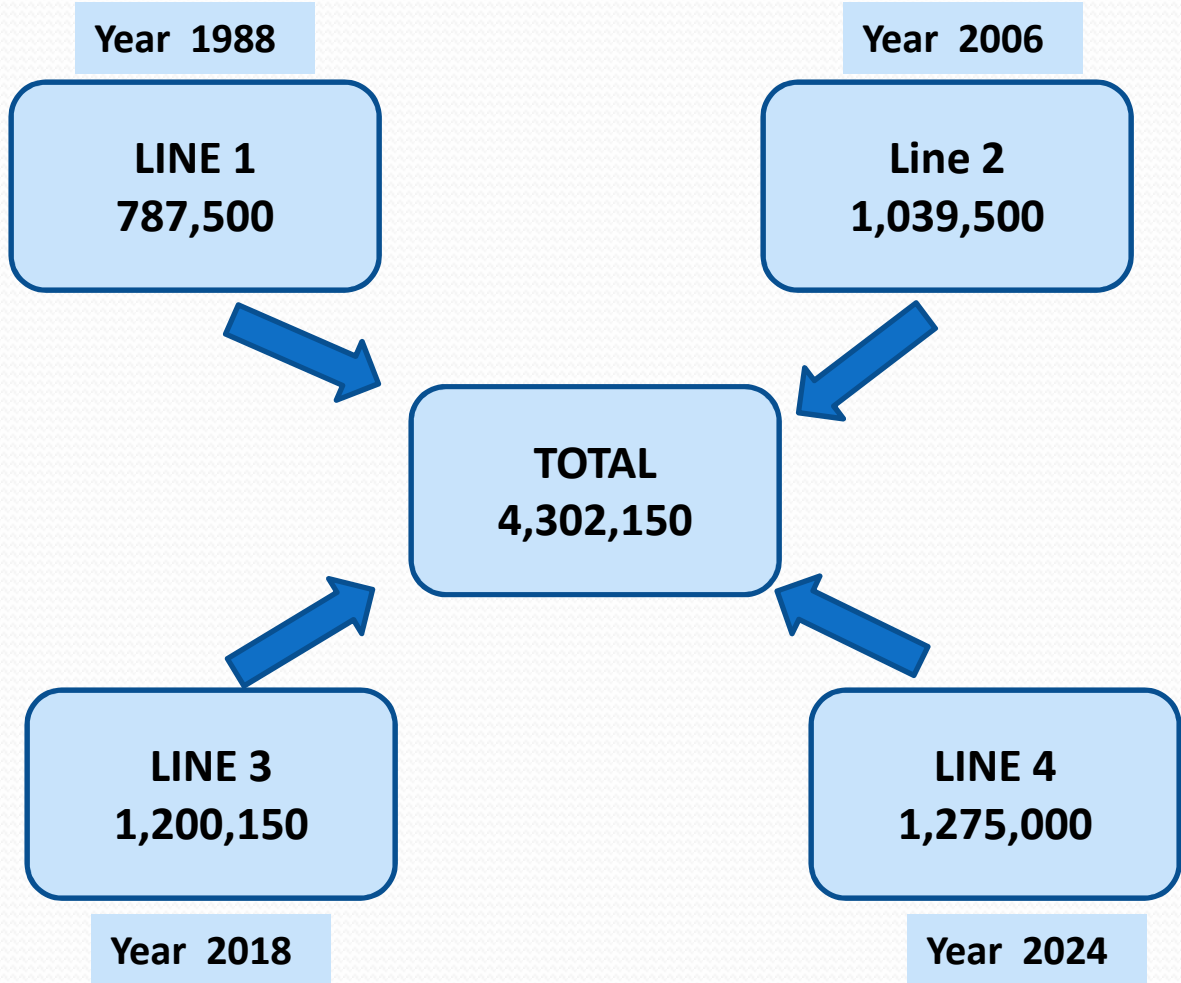 Year 1988
Year 2006
LINE 1
787,500
Line 2
1,039,500
TOTAL
4,302,150
LINE 3
1,200,150
LINE 4
1,275,000
Year 2018
Year 2024